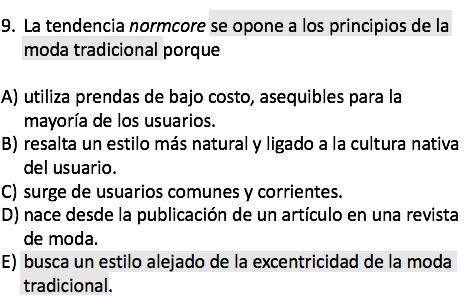 9. La tendencia normcore se opone a los principios de la
moda tradicional porque
A) utiliza prendas de bajo costo, asequibles para la
mayoría de los usuarios.
B) resalta un estilo más natural y ligado a la cultura nativa
del usuario.
C) surge de usuarios comunes y corrientes.
D) nace desde la publicación de un artículo en una revista
de moda.
E) busca un estilo alejado de la excentricidad de la moda
tradicional.